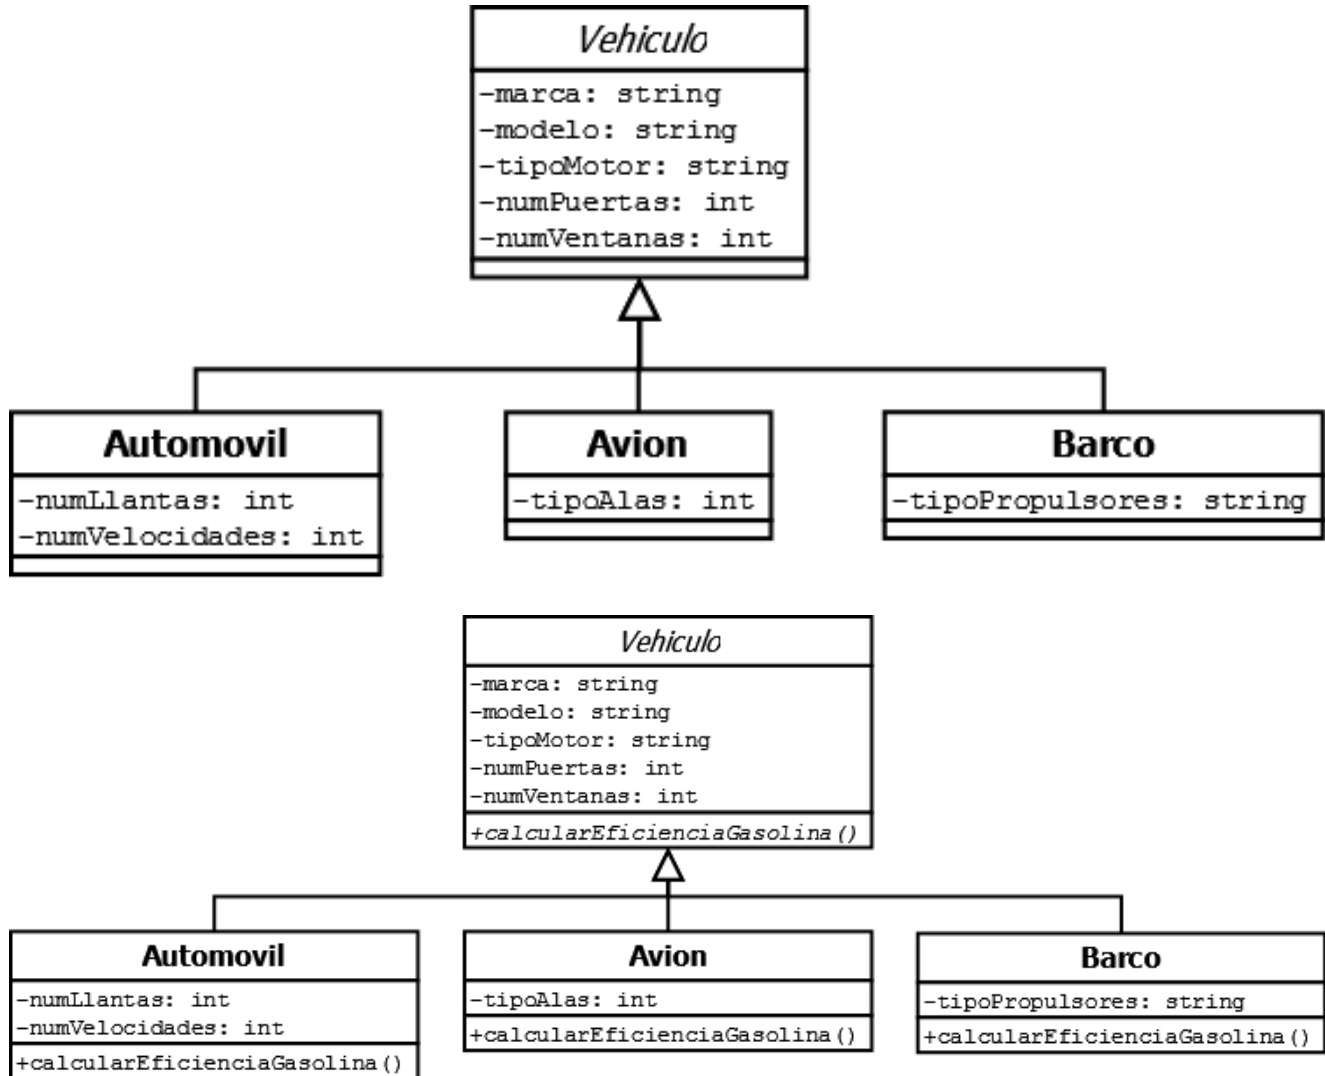 Vehiculo
-marca: string
-modelo: string
-tipoMotor: string
-numPuertas: int
-numVentanas: int
Automovil
-numLlantas: int
-numVelocidades: int
Avion
-tipoAlas: int
Barco
-tipoPropulsores: string
Vehiculo
-marca: string
-modelo: string
-tipoMotor: string
-numPuertas: int
-numVentanas: int
+calcularEficienciaGasolina()
Automovil
-numLlantas: int
-numVelocidades: int
+calcularEficienciaGasolina()
Avion
-tipoAlas: int
+calcularEficienciaGasolina()
Barco
-tipoPropulsores: string
+calcularEficienciaGasolina()